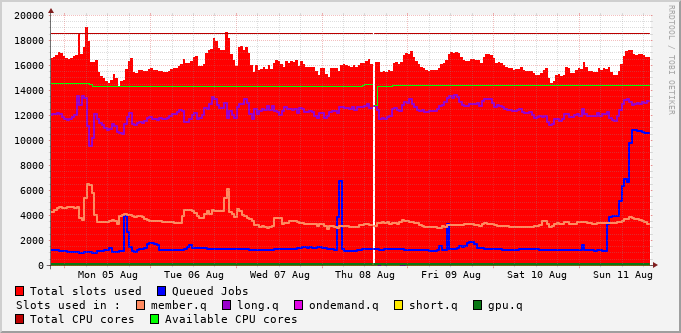 20000
18000
16000
14000
12000
10000
8000
6000
4000
2000
0
Mon 05 Aug Tue 06 Aug Wed 07 Aug Thu 08 Aug Fri 09 Aug Sat 10 Aug Sun 11 Aug
RRDTOOL / TOBI OETIKER
Total slots used Queued Jobs
Slots used in : member.q long.q ondemand.q short.q gpu.q
Total CPU cores Available CPU cores